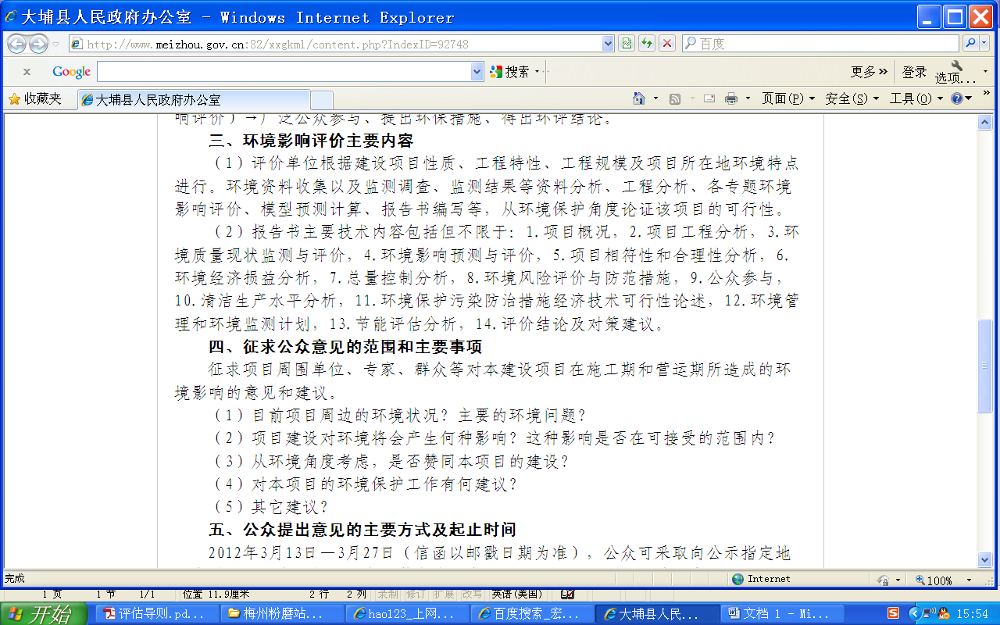 大埔县人民政府办公室 - Windows Internet Explorer
http://www.meizhou.gov.cn:82/xxgkml/content.php?IndexID=92748
百度
x Google 搜索 更多 » 登录 选项...
收藏夹 大埔县人民政府办公室 页面(P) 安全(S) 工具(O) »
响评价）→广泛公众参与、提出环保措施、得出环评结论。
三、环境影响评价主要内容
（1）评价单位根据建设项目性质、工程特性、工程规模及项目所在地环境特点
进行。环境资料收集以及监测调查、监测结果等资料分析、工程分析、各专题环境
影响评价、模型预测计算、报告书编写等，从环境保护角度论证该项目的可行性。
（2）报告书主要技术内容包括但不限于：1.项目概况，2.项目工程分析，3.环
境质量现状监测与评价，4.环境影响预测与评价，5.项目相符性和合理性分析，6.
环境经济损益分析，7.总量控制分析，8.环境风险评价与防范措施，9.公众参与，
10.清洁生产水平分析，11.环境保护污染防治措施经济技术可行性论述，12.环境管
理和环境监测计划，13.节能评估分析，14.评价结论及对策建议。
四、征求公众意见的范围和主要事项
征求项目周围单位、专家、群众等对本建设项目在施工期和营运期所造成的环
境影响的意见和建议。
（1）目前项目周边的环境状况？主要的环境问题？
（2）项目建设对环境将会产生何种影响？这种影响是否在可接受的范围内？
（3）从环境角度考虑，是否赞同本项目的建设？
（4）对本项目的环境保护工作有何建议？
（5）其它建议？
五、公众提出意见的主要方式及起止时间
2012年3月13日－3月27日（信函以邮戳日期为准），公众可采取向公示指定地
完成 Internet 100%
1 页 1 节 1/1 位置 11.9厘米 2 行 2 列 录制 修订 扩展 改写 英语(美国)
开始 评估导则.pd... 梅州粉磨站... hao123_上网... 百度搜索_宏... 大埔县人民... 文档 1 - Mi... 15:54